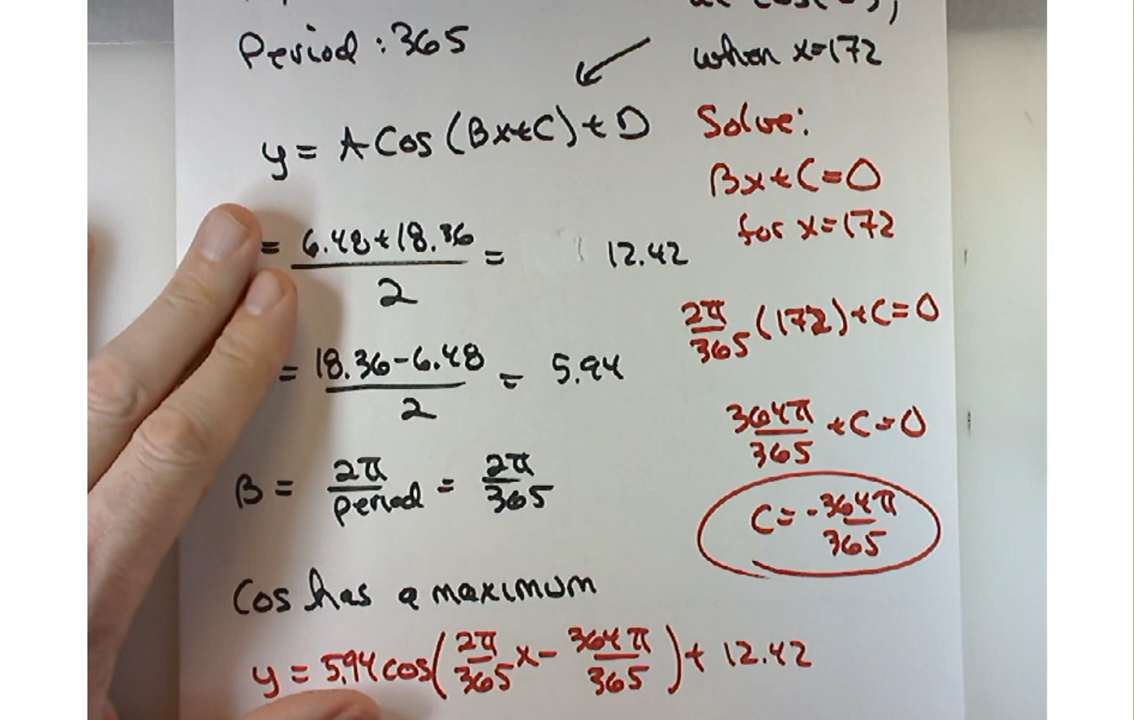 Period : 365
y = A Cos (Bx+C) + D
= 6.48+18.36 / 2 = 12.42
= 18.36-6.48 / 2 = 5.94
B = 2π / period = 2π / 365
Cos has a maximum
y = 5.94 cos(2π/365 x - 364π/365) + 12.42
when x=172
Solve:
Bx+C=0
for x=172
2π/365 (172)+C=0
364π/365 +C=0
C=-364π/365